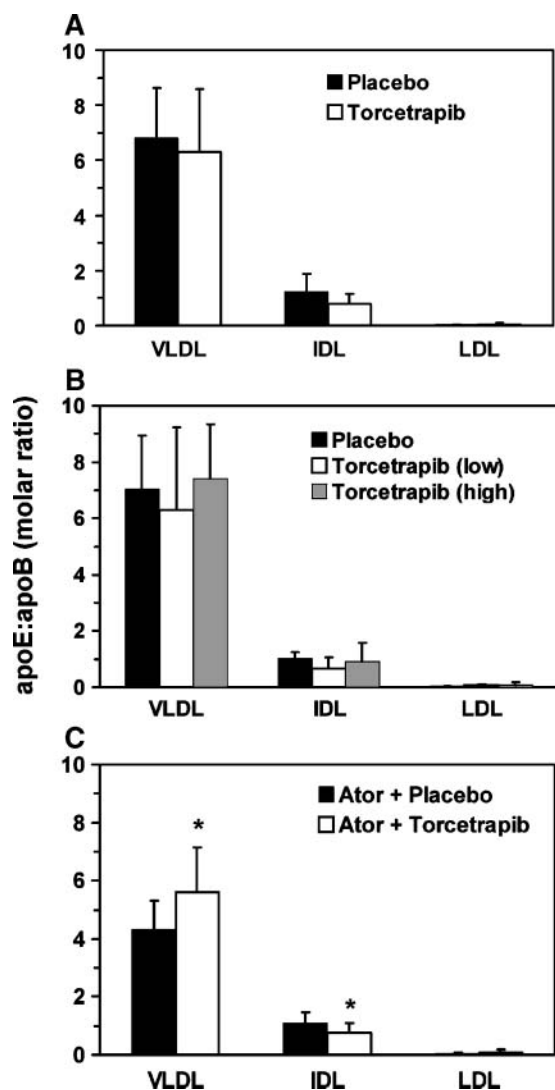 apoE:apoB (molar ratio)
A
10
8
6
4
2
0
Placebo
Torcetrapib
VLDL IDL LDL
B
10
8
6
4
2
0
Placebo
Torcetrapib (low)
Torcetrapib (high)
VLDL IDL LDL
C
10
8
6
4
2
0
Ator + Placebo
Ator + Torcetrapib
* *
VLDL IDL LDL